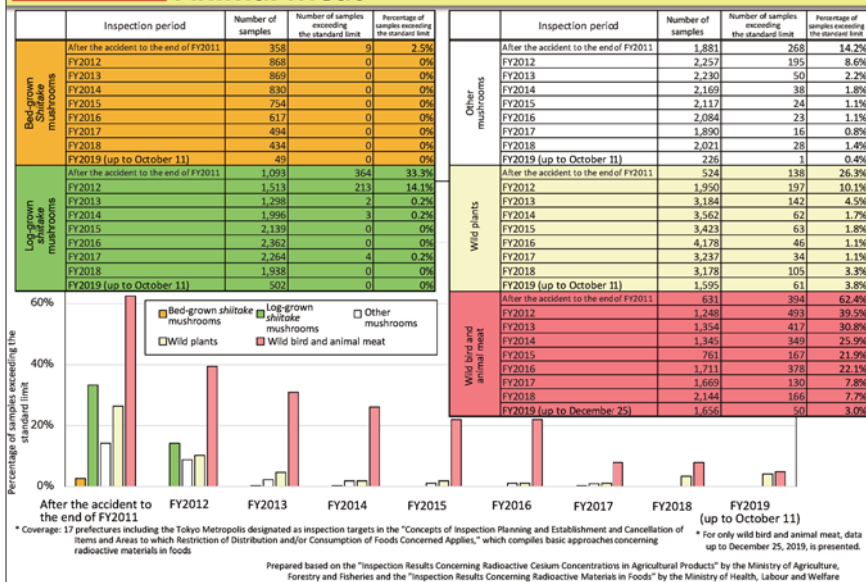 Inspection period Number of samples Number of samples exceeding the standard limit Percentage of samples exceeding the standard limit
Bed-grown Shiitake mushrooms
After the accident to the end of FY2011 358 9 2.5%
FY2012 868 0 0%
FY2013 869 0 0%
FY2014 830 0 0%
FY2015 754 0 0%
FY2016 617 0 0%
FY2017 494 0 0%
FY2018 434 0 0%
FY2019 (up to October 11) 49 0 0%
Log-grown shiitake mushrooms
After the accident to the end of FY2011 1,093 364 33.3%
FY2012 1,513 213 14.1%
FY2013 1,298 2 0.2%
FY2014 1,996 3 0.2%
FY2015 2,139 0 0%
FY2016 2,362 0 0%
FY2017 2,264 4 0.2%
FY2018 1,938 0 0%
FY2019 (up to October 11) 502 0 0%
Inspection period Number of samples Number of samples exceeding the standard limit Percentage of samples exceeding the standard limit
Other mushrooms
After the accident to the end of FY2011 1,881 268 14.2%
FY2012 2,257 195 8.6%
FY2013 2,230 50 2.2%
FY2014 2,169 38 1.8%
FY2015 2,117 24 1.1%
FY2016 2,084 23 1.1%
FY2017 1,890 16 0.8%
FY2018 2,021 28 1.4%
FY2019 (up to October 11) 226 1 0.4%
Wild plants
After the accident to the end of FY2011 524 138 26.3%
FY2012 1,950 197 10.1%
FY2013 3,184 142 4.5%
FY2014 3,562 62 1.7%
FY2015 3,423 63 1.8%
FY2016 4,178 46 1.1%
FY2017 3,237 34 1.1%
FY2018 3,178 105 3.3%
FY2019 (up to October 11) 1,595 61 3.8%
Wild bird and animal meat
After the accident to the end of FY2011 631 394 62.4%
FY2012 1,248 493 39.5%
FY2013 1,354 417 30.8%
FY2014 1,345 349 25.9%
FY2015 761 167 21.9%
FY2016 1,711 378 22.1%
FY2017 1,669 130 7.8%
FY2018 2,144 166 7.7%
FY2019 (up to December 25) 1,656 50 3.0%
Percentage of samples exceeding the standard limit
60%
40%
20%
0%
Bed-grown shiitake mushrooms
Log-grown shiitake mushrooms
Other mushrooms
Wild plants
Wild bird and animal meat
After the accident to the end of FY2011 FY2012 FY2013 FY2014 FY2015 FY2016 FY2017 FY2018 FY2019 (up to October 11)
* Coverage: 17 prefectures including the Tokyo Metropolis designated as inspection targets in the "Concepts of Inspection Planning and Establishment and Cancellation of
Items and Areas to which Restriction of Distribution and/or Consumption of Foods Concerned Applies," which compiles basic approaches concerning
radioactive materials in foods
* For only wild bird and animal meat, data
up to December 25, 2019, is presented.
Prepared based on the "Inspection Results Concerning Radioactive Cesium Concentrations in Agricultural Products" by the Ministry of Agriculture,
Forestry and Fisheries and the "Inspection Results Concerning Radioactive Materials in Foods" by the Ministry of Health, Labour and Welfare